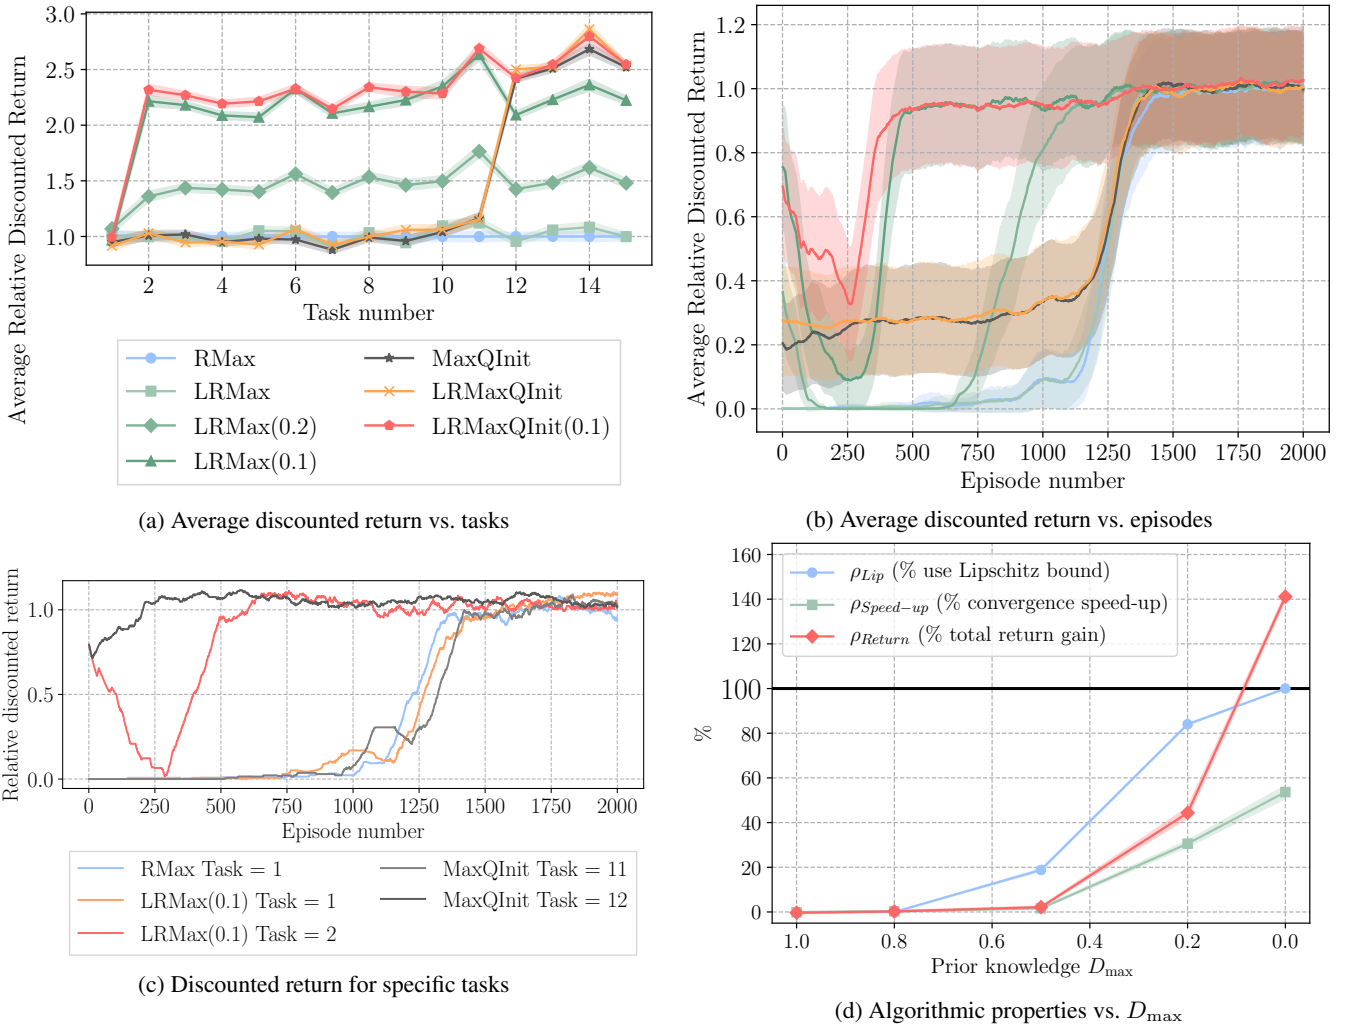 Average Relative Discounted Return
3.0
2.5
2.0
1.5
1.0
2 4 6 8 10 12 14
Task number
RMax
LRMax
LRMax(0.2)
LRMax(0.1)
MaxQInit
LRMaxQInit
LRMaxQInit(0.1)
(a) Average discounted return vs. tasks
Average Relative Discounted Return
1.2
1.0
0.8
0.6
0.4
0.2
0.0
0 250 500 750 1000 1250 1500 1750 2000
Episode number
(b) Average discounted return vs. episodes
Relative discounted return
1.0
0.5
0.0
0 250 500 750 1000 1250 1500 1750 2000
Episode number
RMax Task = 1
LRMax(0.1) Task = 1
LRMax(0.1) Task = 2
MaxQInit Task = 11
MaxQInit Task = 12
(c) Discounted return for specific tasks
%
160
140
120
100
80
60
40
20
0
ρLip (% use Lipschitz bound)
ρSpeed−up (% convergence speed-up)
ρReturn (% total return gain)
1.0 0.8 0.6 0.4 0.2 0.0
Prior knowledge Dmax
(d) Algorithmic properties vs. Dmax